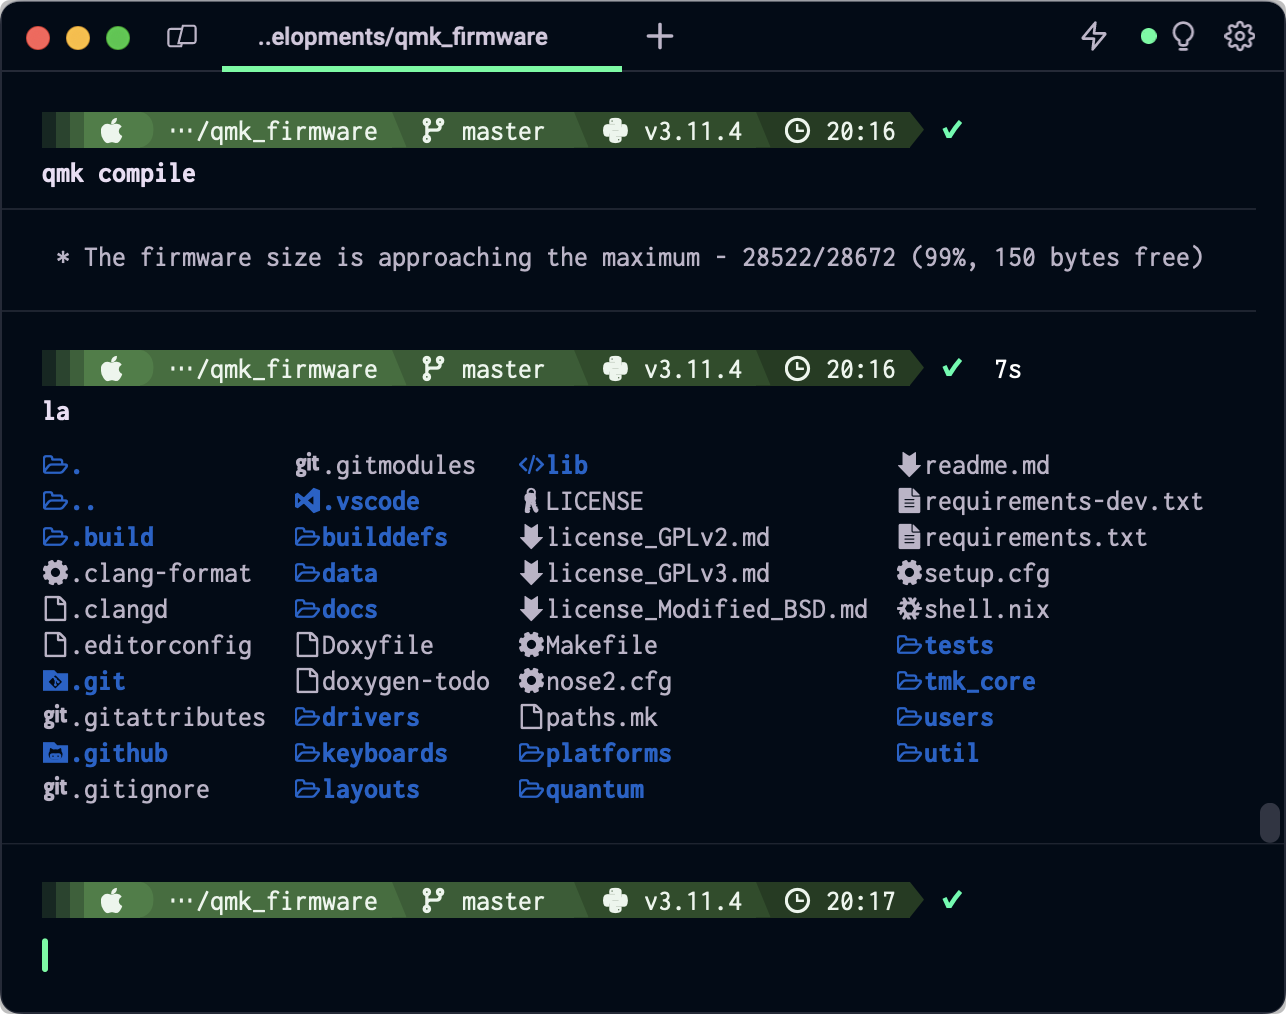 ..elopments/qmk_firmware
···/qmk_firmware master v3.11.4 20:16 ✔
qmk compile
* The firmware size is approaching the maximum - 28522/28672 (99%, 150 bytes free)
···/qmk_firmware master v3.11.4 20:16 ✔ 7s
la
. git.gitmodules </>lib readme.md
.. .vscode LICENSE requirements-dev.txt
.build builddefs license_GPLv2.md requirements.txt
.clang-format data license_GPLv3.md setup.cfg
.clangd docs license_Modified_BSD.md shell.nix
.editorconfig Doxyfile Makefile tests
.git doxygen-todo nose2.cfg tmk_core
git.gitattributes drivers paths.mk users
.github keyboards platforms util
git.gitignore layouts quantum
···/qmk_firmware master v3.11.4 20:17 ✔